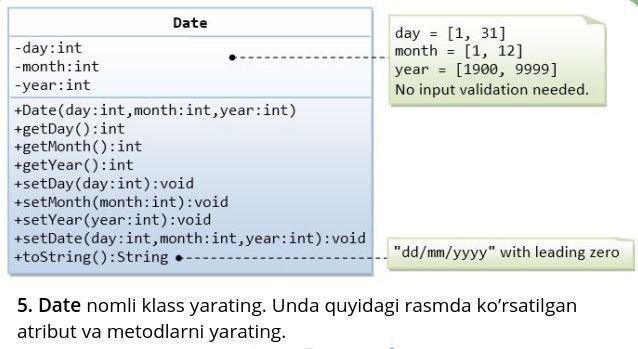 Date
-day:int
-month:int
-year:int
day = [1, 31]
month = [1, 12]
year = [1900, 9999]
No input validation needed.
+Date(day:int,month:int,year:int)
+getDay():int
+getMonth():int
+getYear():int
+setDay(day:int):void
+setMonth(month:int):void
+setYear(year:int):void
+setDate(day:int,month:int,year:int):void
+toString():String
"dd/mm/yyyy" with leading zero
5. Date nomli klass yarating. Unda quyidagi rasmda ko’rsatilgan
atribut va metodlarni yarating.